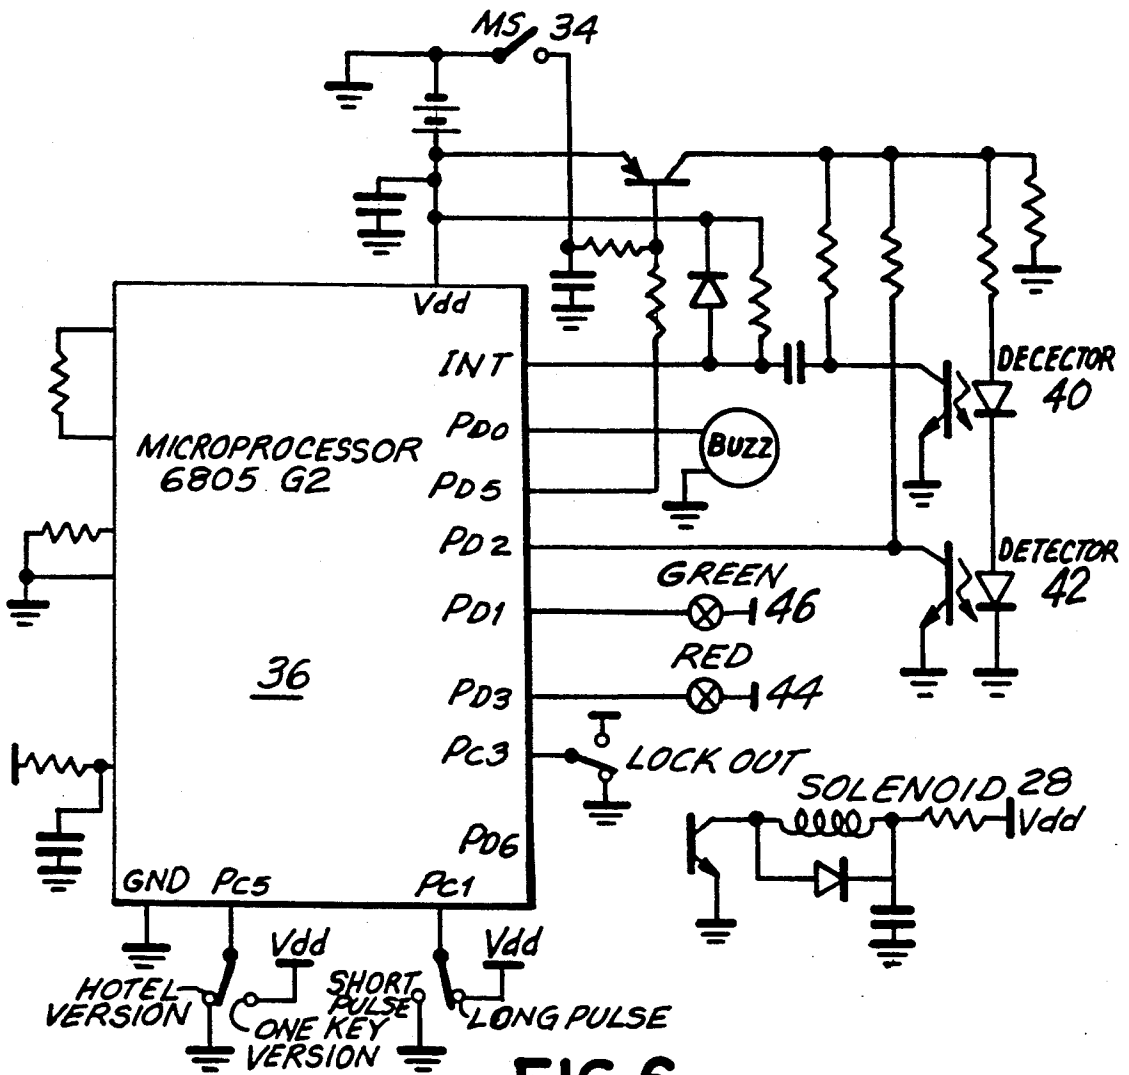 MS 34
Vdd
INT
PD0
BUZZ
PD5
PD2
PD1
GREEN
46
PD3
RED
44
PC3
LOCK OUT
PD6
MICROPROCESSOR
6805 G2
36
DECECTOR
40
DETECTOR
42
SOLENOID 28
Vdd
GND
PC5
PC1
Vdd
HOTEL
VERSION
ONE KEY
VERSION
SHORT
PULSE
Vdd
LONG PULSE
FIG.6